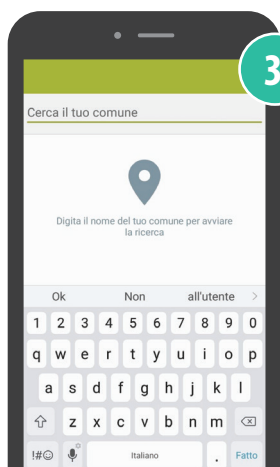 3
Cerca il tuo comune
Digita il nome del tuo comune per avviare
la ricerca
Ok Non all'utente >
1 2 3 4 5 6 7 8 9 0
q w e r t y u i o p
a s d f g h j k l
z x c v b n m
!#☺ Italiano . Fatto